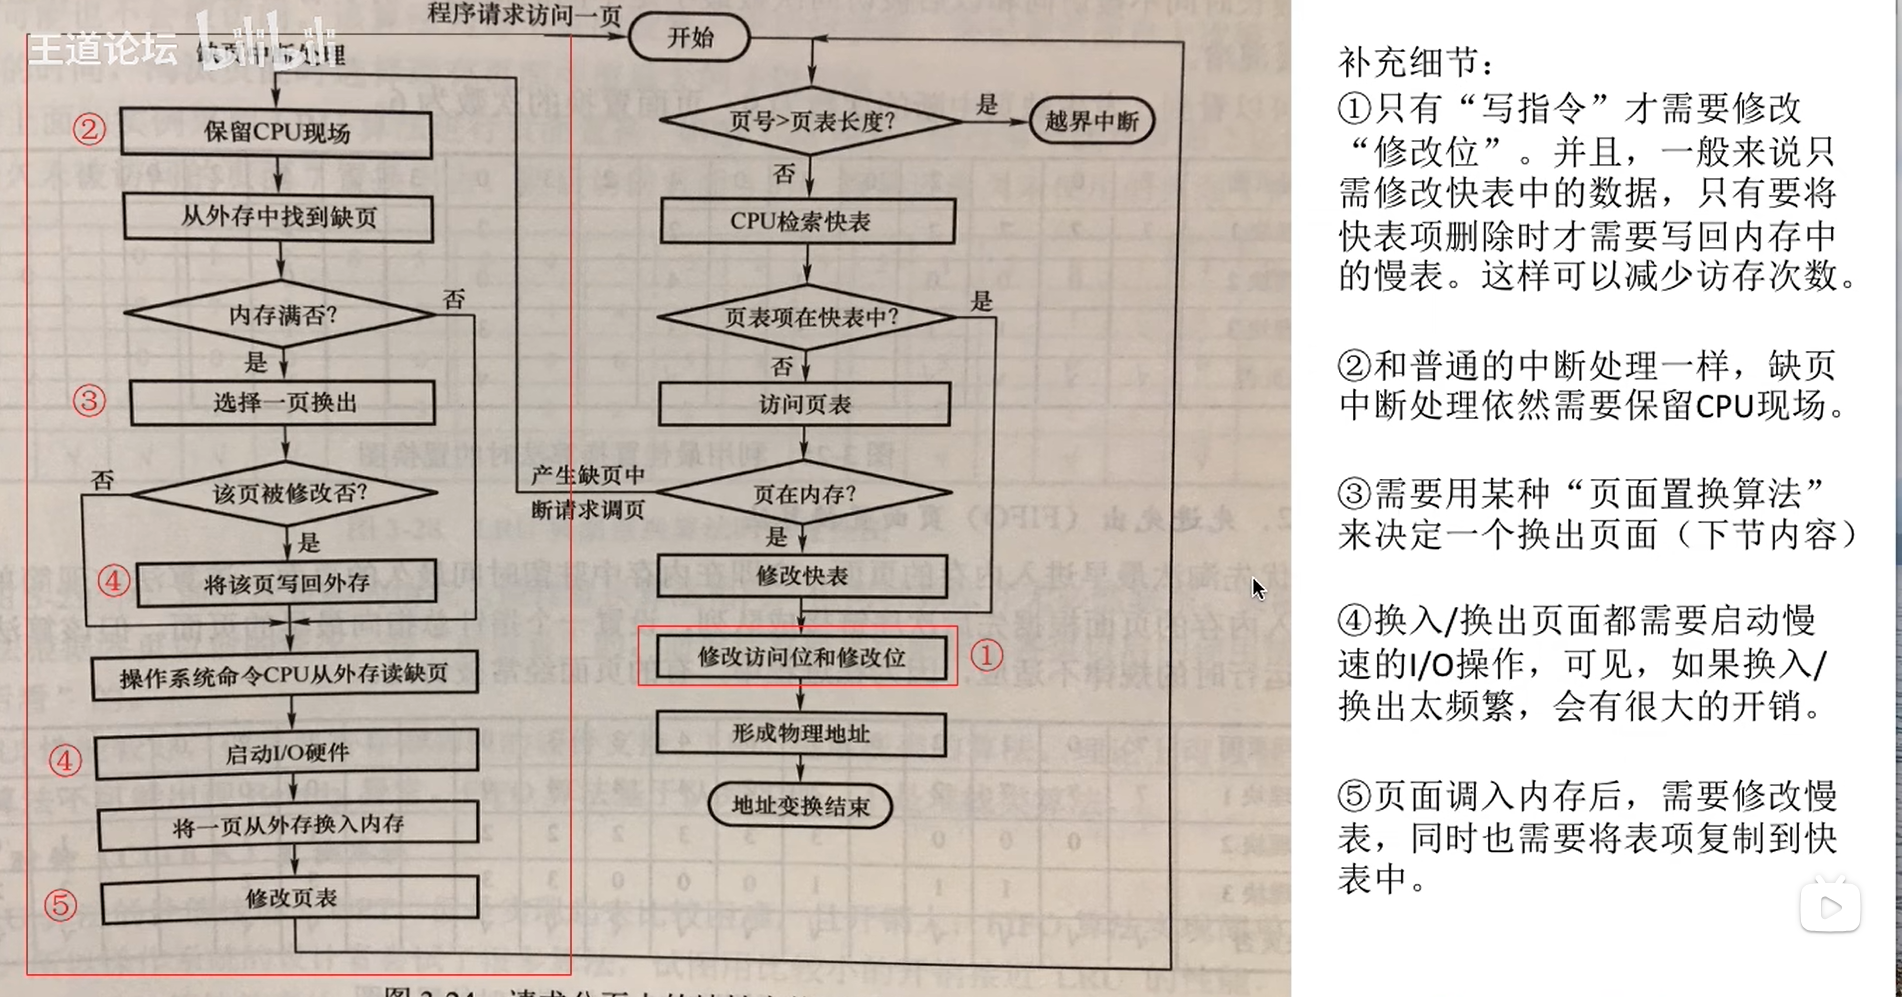 王道论坛
程序请求访问一页
开始
缺页中断处理
②
保留CPU现场
从外存中找到缺页
内存满否?
否
是
③
选择一页换出
否
该页被修改否?
是
④
将该页写回外存
操作系统命令CPU从外存读缺页
④
启动I/O硬件
将一页从外存换入内存
⑤
修改页表
页号>页表长度?
是
越界中断
否
CPU检索快表
页表项在快表中?
是
否
访问页表
产生缺页中
断请求调页
页在内存?
是
修改快表
修改访问位和修改位
①
形成物理地址
地址变换结束
补充细节：
①只有“写指令”才需要修改
“修改位”。并且，一般来说只
需修改快表中的数据，只有要将
快表项删除时才需要写回内存中
的慢表。这样可以减少访存次数。
②和普通的中断处理一样，缺页
中断处理依然需要保留CPU现场。
③需要用某种“页面置换算法”
来决定一个换出页面（下节内容）
④换入/换出页面都需要启动慢
速的I/O操作，可见，如果换入/
换出太频繁，会有很大的开销。
⑤页面调入内存后，需要修改慢
表，同时也需要将表项复制到快
表中。